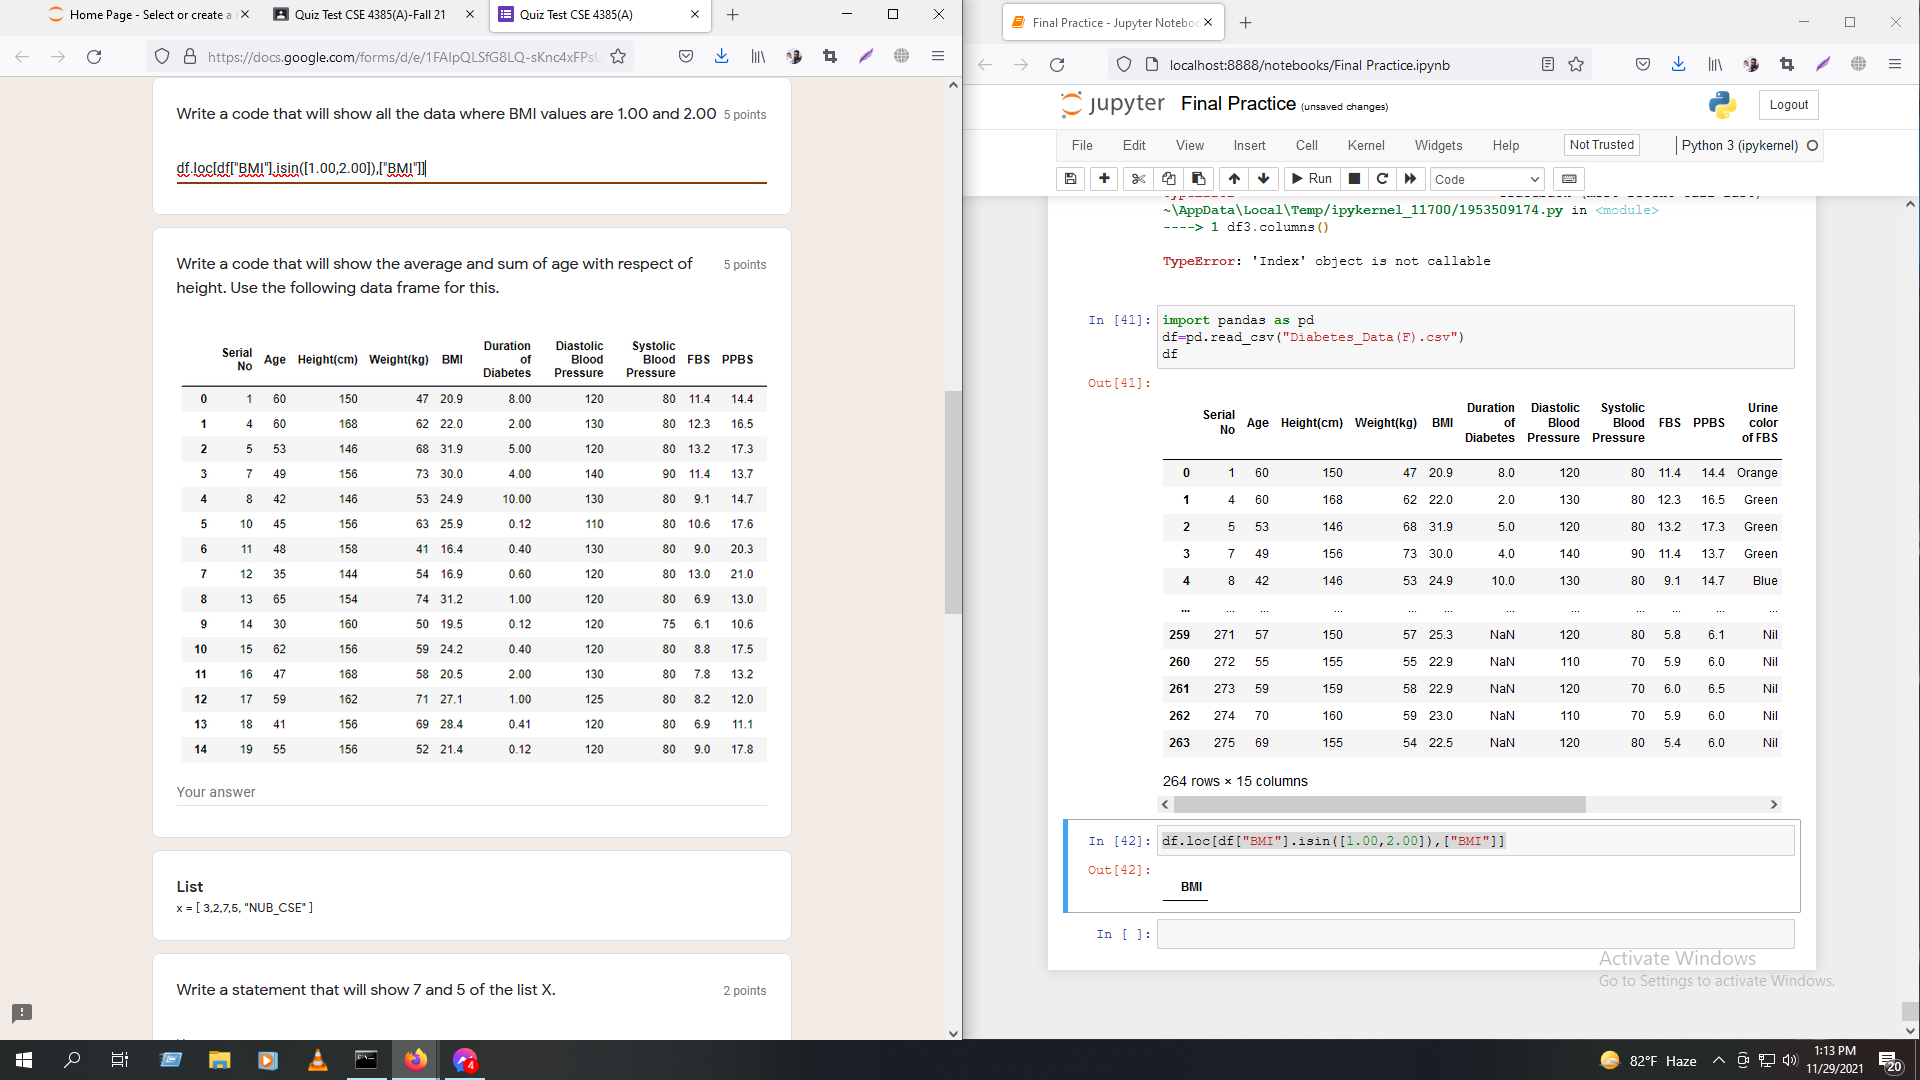 Home Page - Select or create a
Quiz Test CSE 4385(A)-Fall 21
Quiz Test CSE 4385(A)
https://docs.google.com/forms/d/e/1FAIpQLSfG8LQ-sKnc4xFPsU
Write a code that will show all the data where BMI values are 1.00 and 2.00 5 points
df.loc[df["BMI"].isin([1.00,2.00]),["BMI"]]
Write a code that will show the average and sum of age with respect of 5 points
height. Use the following data frame for this.
Serial No Age Height(cm) Weight(kg) BMI Duration of Diabetes Diastolic Blood Pressure Systolic Blood Pressure FBS PPBS
0 1 60 150 47 20.9 8.00 120 80 11.4 14.4
1 4 60 168 62 22.0 2.00 130 80 12.3 16.5
2 5 53 146 68 31.9 5.00 120 80 13.2 17.3
3 7 49 156 73 30.0 4.00 140 90 11.4 13.7
4 8 42 146 53 24.9 10.00 130 80 9.1 14.7
5 10 45 156 63 25.9 0.12 110 80 10.6 17.6
6 11 48 158 41 16.4 0.40 130 80 9.0 20.3
7 12 35 144 54 16.9 0.60 120 80 13.0 21.0
8 13 65 154 74 31.2 1.00 120 80 6.9 13.0
9 14 30 160 50 19.5 0.12 120 75 6.1 10.6
10 15 62 156 59 24.2 0.40 120 80 8.8 17.5
11 16 47 168 58 20.5 2.00 130 80 7.8 13.2
12 17 59 162 71 27.1 1.00 125 80 8.2 12.0
13 18 41 156 69 28.4 0.41 120 80 6.9 11.1
14 19 55 156 52 21.4 0.12 120 80 9.0 17.8
Your answer
List
x = [ 3,2,7,5, "NUB_CSE" ]
Write a statement that will show 7 and 5 of the list X. 2 points
Final Practice - Jupyter Notebo
localhost:8888/notebooks/Final Practice.ipynb
jupyter Final Practice (unsaved changes)
Logout
File Edit View Insert Cell Kernel Widgets Help Not Trusted Python 3 (ipykernel)
Run Code
~\AppData\Local\Temp/ipykernel_11700/1953509174.py in <module>
----> 1 df3.columns()
TypeError: 'Index' object is not callable
In [41]: import pandas as pd
df=pd.read_csv("Diabetes_Data(F).csv")
df
Out[41]:
Serial No Age Height(cm) Weight(kg) BMI Duration of Diabetes Diastolic Blood Pressure Systolic Blood Pressure FBS PPBS Urine color of FBS
0 1 60 150 47 20.9 8.0 120 80 11.4 14.4 Orange
1 4 60 168 62 22.0 2.0 130 80 12.3 16.5 Green
2 5 53 146 68 31.9 5.0 120 80 13.2 17.3 Green
3 7 49 156 73 30.0 4.0 140 90 11.4 13.7 Green
4 8 42 146 53 24.9 10.0 130 80 9.1 14.7 Blue
... ... ... ... ... ... ... ... ... ... ... ...
259 271 57 150 57 25.3 NaN 120 80 5.8 6.1 Nil
260 272 55 155 55 22.9 NaN 110 70 5.9 6.0 Nil
261 273 59 159 58 22.9 NaN 120 70 6.0 6.5 Nil
262 274 70 160 59 23.0 NaN 110 70 5.9 6.0 Nil
263 275 69 155 54 22.5 NaN 120 80 5.4 6.0 Nil
264 rows × 15 columns
In [42]: df.loc[df["BMI"].isin([1.00,2.00]),["BMI"]]
Out[42]:
BMI
In [ ]:
Activate Windows
Go to Settings to activate Windows.
4
82°F Haze
1:13 PM
11/29/2021
20